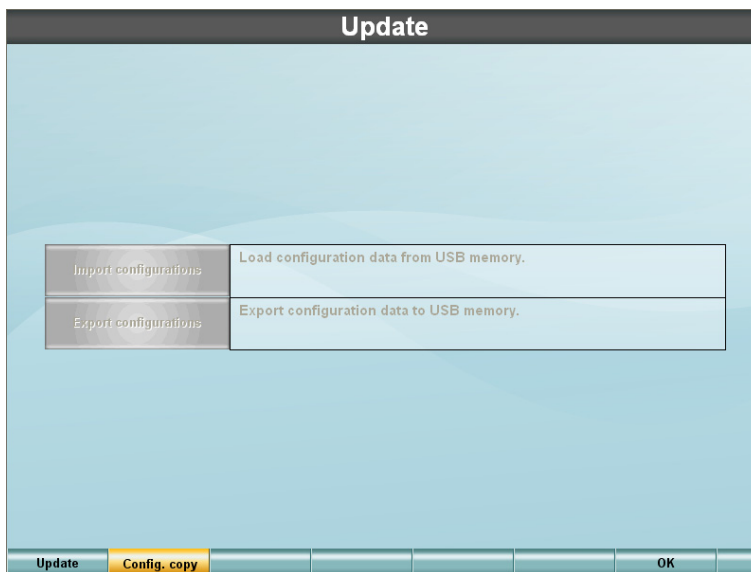 Update
Import configurations
Load configuration data from USB memory.
Export configurations
Export configuration data to USB memory.
Update
Config. copy
OK